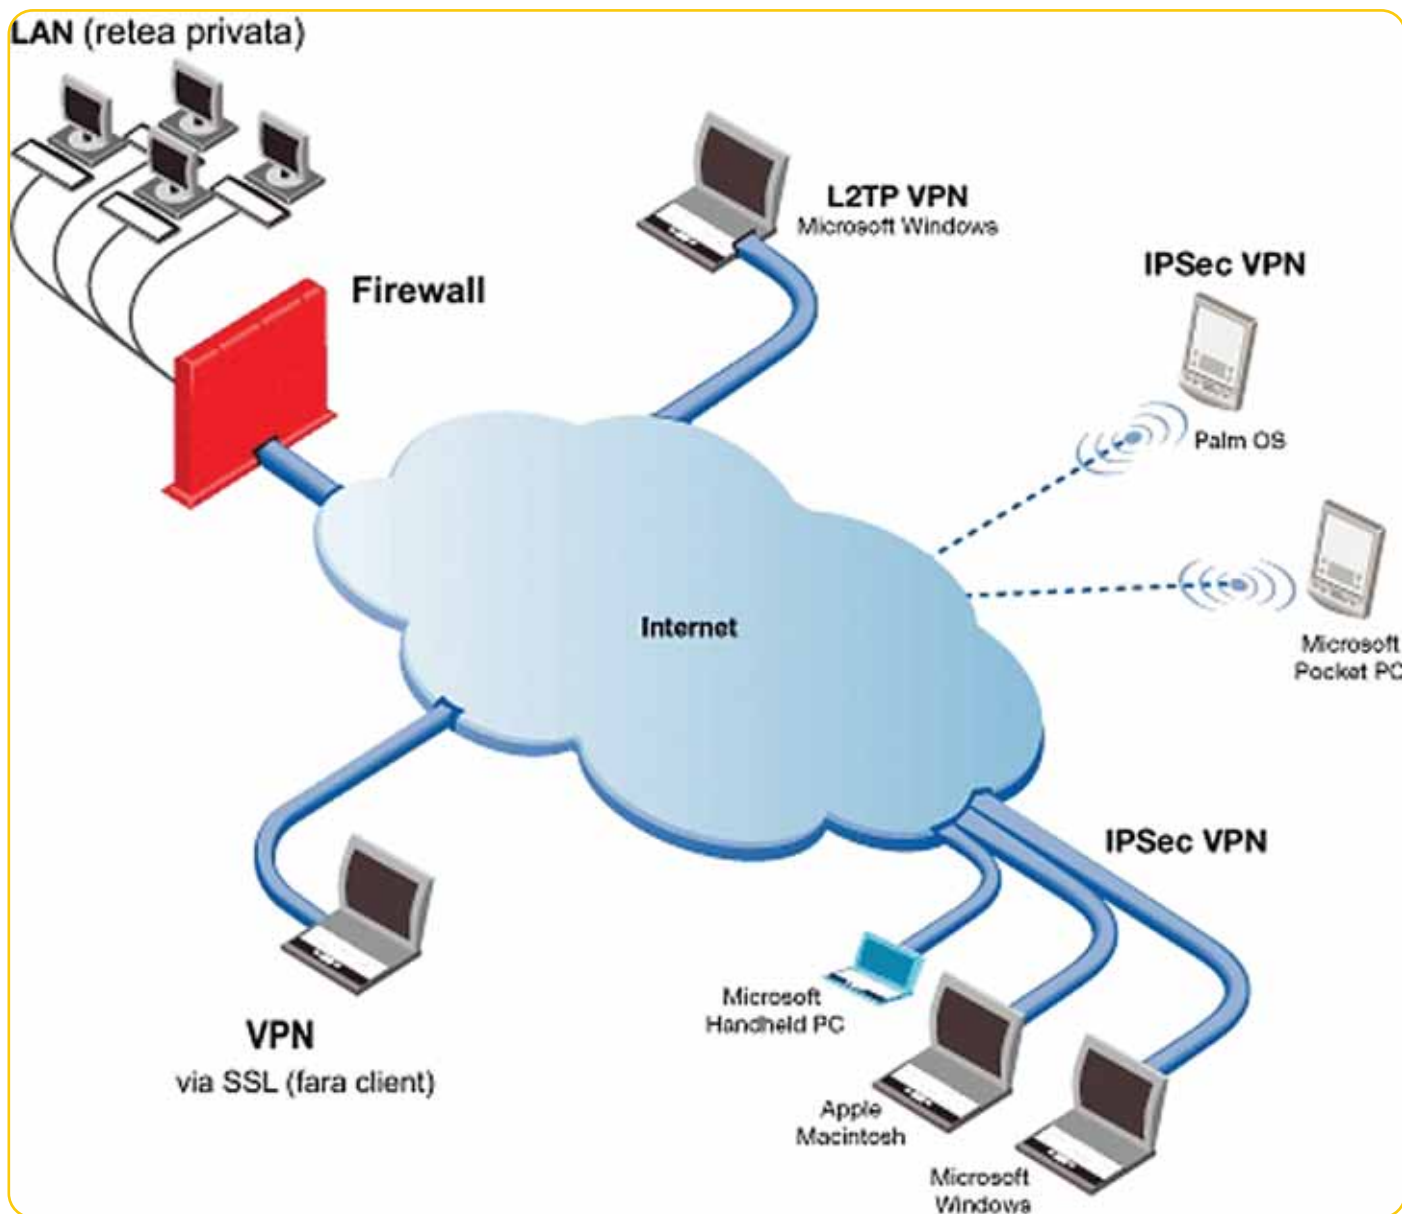 LAN (retea privata)
Firewall
L2TP VPN
Microsoft Windows
IPSec VPN
Palm OS
Microsoft
Pocket PC
Internet
IPSec VPN
Microsoft
Handheld PC
Apple
Macintosh
Microsoft
Windows
VPN
via SSL (fara client)